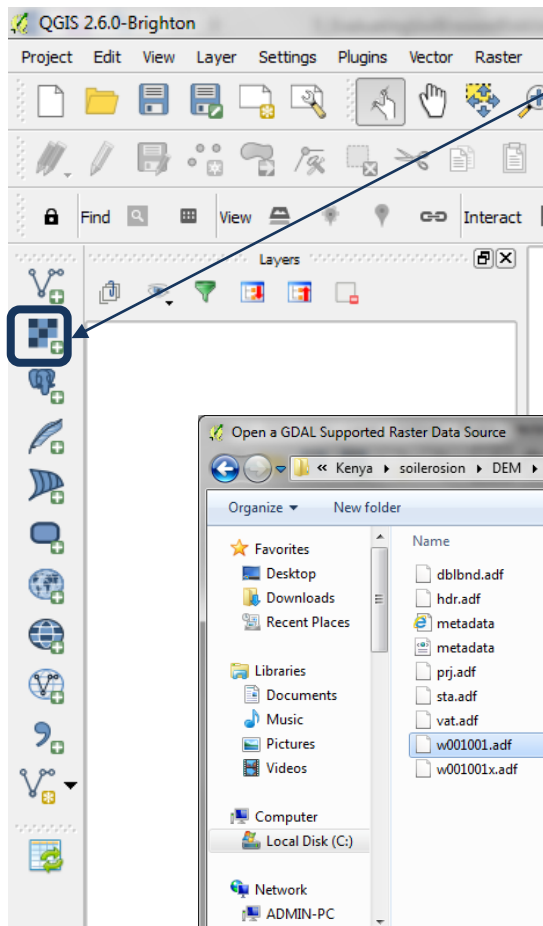 QGIS 2.6.0-Brighton
Project Edit View Layer Settings Plugins Vector Raster
Find View Interact
Layers
Open a GDAL Supported Raster Data Source
« Kenya soilerosion DEM
Organize New folder
Favorites
Desktop
Downloads
Recent Places
Libraries
Documents
Music
Pictures
Videos
Computer
Local Disk (C:)
Network
ADMIN-PC
Name
dblbnd.adf
hdr.adf
metadata
metadata
prj.adf
sta.adf
vat.adf
w001001.adf
w001001x.adf